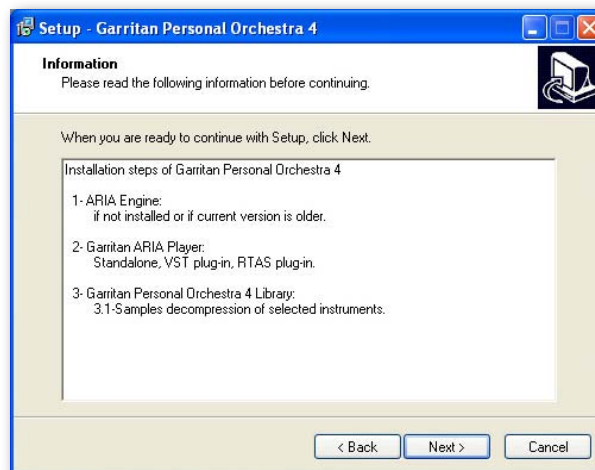 Setup - Garritan Personal Orchestra 4
Information
Please read the following information before continuing.
When you are ready to continue with Setup, click Next.
Installation steps of Garritan Personal Orchestra 4
1- ARIA Engine:
if not installed or if current version is older.
2- Garritan ARIA Player:
Standalone, VST plug-in, RTAS plug-in.
3- Garritan Personal Orchestra 4 Library:
3.1-Samples decompression of selected instruments.
< Back
Next >
Cancel